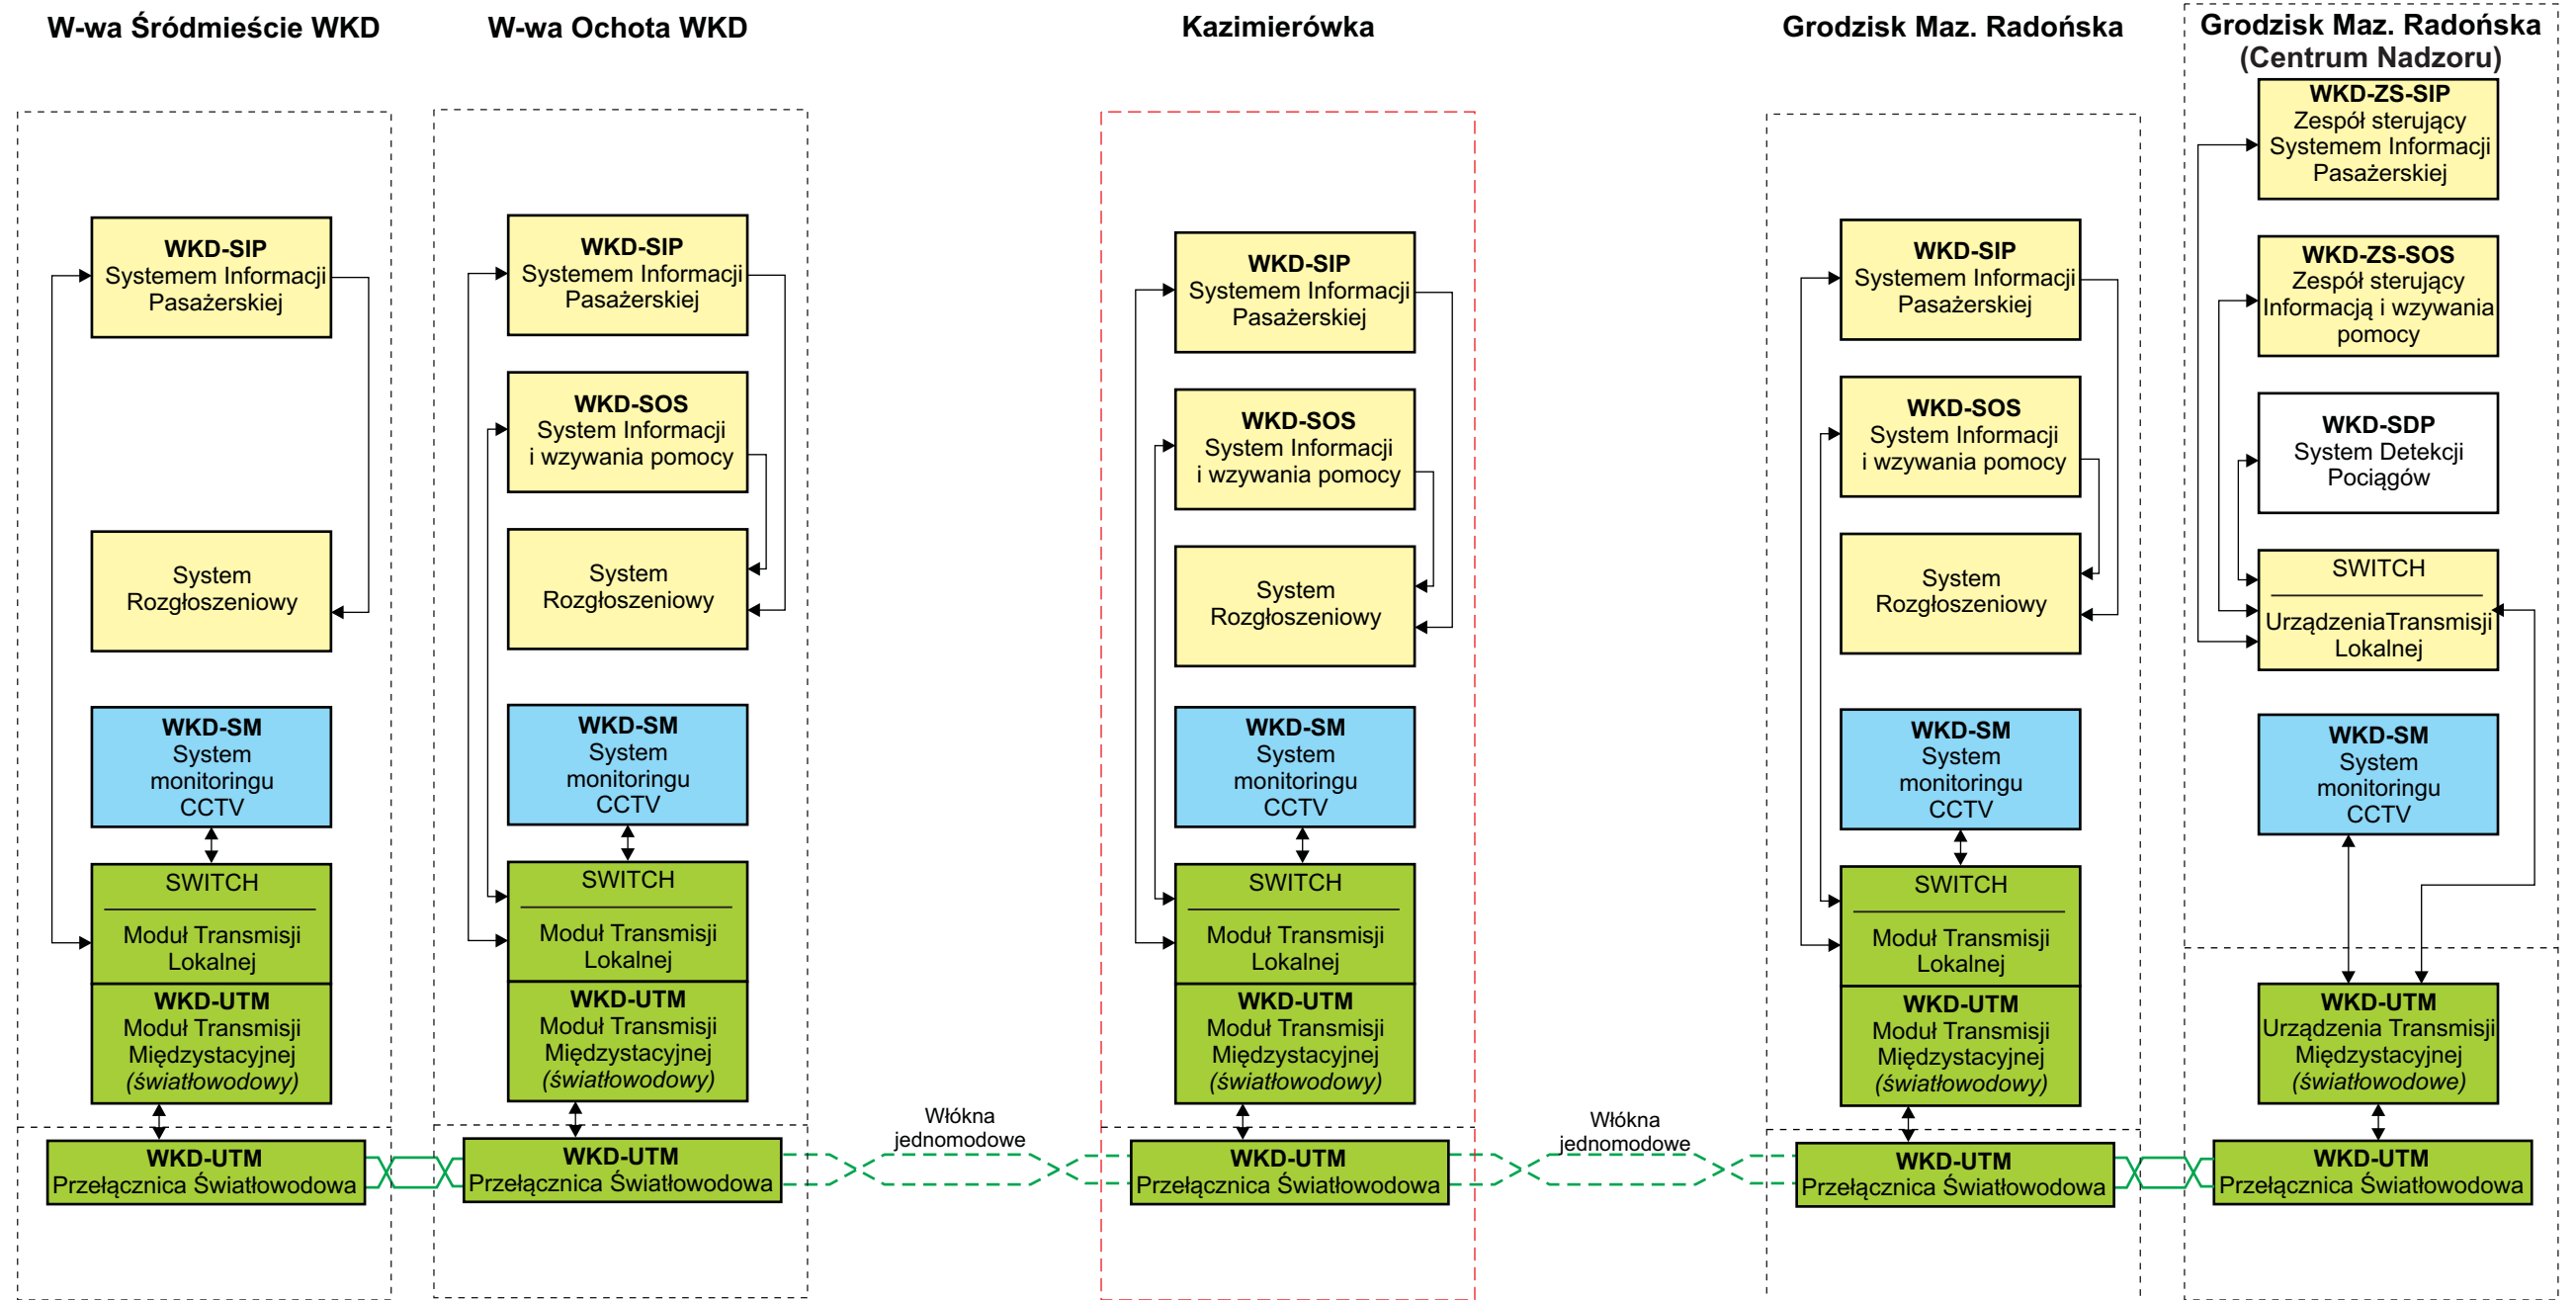 W-wa Śródmieście WKD
WKD-SIP
Systemem Informacji
Pasażerskiej
System
Rozgłoszeniowy
WKD-SM
System
monitoringu
CCTV
SWITCH
Moduł Transmisji
Lokalnej
WKD-UTM
Moduł Transmisji
Międzystacyjnej
(światłowodowy)
WKD-UTM
Przełącznica Światłowodowa
W-wa Ochota WKD
WKD-SIP
Systemem Informacji
Pasażerskiej
WKD-SOS
System Informacji
i wzywania pomocy
System
Rozgłoszeniowy
WKD-SM
System
monitoringu
CCTV
SWITCH
Moduł Transmisji
Lokalnej
WKD-UTM
Moduł Transmisji
Międzystacyjnej
(światłowodowy)
WKD-UTM
Przełącznica Światłowodowa
Włókna
jednomodowe
Kazimierówka
WKD-SIP
Systemem Informacji
Pasażerskiej
WKD-SOS
System Informacji
i wzywania pomocy
System
Rozgłoszeniowy
WKD-SM
System
monitoringu
CCTV
SWITCH
Moduł Transmisji
Lokalnej
WKD-UTM
Moduł Transmisji
Międzystacyjnej
(światłowodowy)
WKD-UTM
Przełącznica Światłowodowa
Włókna
jednomodowe
Grodzisk Maz. Radońska
WKD-SIP
Systemem Informacji
Pasażerskiej
WKD-SOS
System Informacji
i wzywania pomocy
System
Rozgłoszeniowy
WKD-SM
System
monitoringu
CCTV
SWITCH
Moduł Transmisji
Lokalnej
WKD-UTM
Moduł Transmisji
Międzystacyjnej
(światłowodowy)
WKD-UTM
Przełącznica Światłowodowa
Grodzisk Maz. Radońska
(Centrum Nadzoru)
WKD-ZS-SIP
Zespół sterujący
Systemem Informacji
Pasażerskiej
WKD-ZS-SOS
Zespół sterujący
Informacją i wzywania
pomocy
WKD-SDP
System Detekcji
Pociągów
SWITCH
UrządzeniaTransmisji
Lokalnej
WKD-SM
System
monitoringu
CCTV
WKD-UTM
Urządzenia Transmisji
Międzystacyjnej
(światłowodowe)
WKD-UTM
Przełącznica Światłowodowa